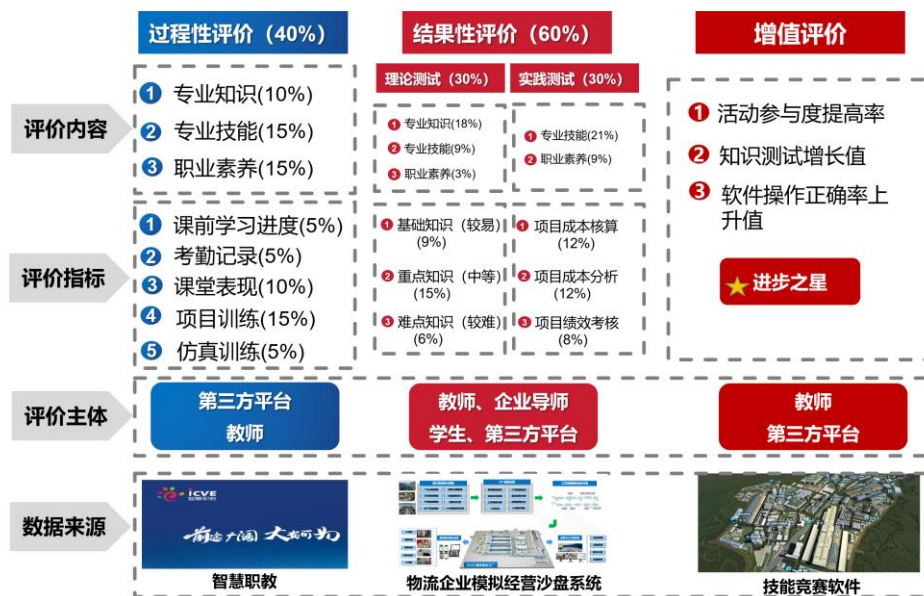 过程性评价（40%）
结果性评价（60%）
增值评价
理论测试（30%）
实践测试（30%）
评价内容
1 专业知识(10%)
2 专业技能(15%)
3 职业素养(15%)
1 专业知识(18%)
2 专业技能(9%)
3 职业素养(3%)
1 专业技能(21%)
2 职业素养(9%)
1 活动参与度提高率
2 知识测试增长值
3 软件操作正确率上
升值
进步之星
评价指标
1 课前学习进度(5%)
2 考勤记录(5%)
3 课堂表现(10%)
4 项目训练(15%)
5 仿真训练(5%)
1 基础知识（较易）
(9%)
2 重点知识（中等）
(15%)
3 难点知识（较难）
(6%)
1 项目成本核算
(12%)
2 项目成本分析
(12%)
3 项目绩效考核
(8%)
评价主体
第三方平台
教师
教师、企业导师
学生、第三方平台
教师
第三方平台
数据来源
icve
前途广阔 大有可为
智慧职教
物流企业模拟经营沙盘系统
技能竞赛软件